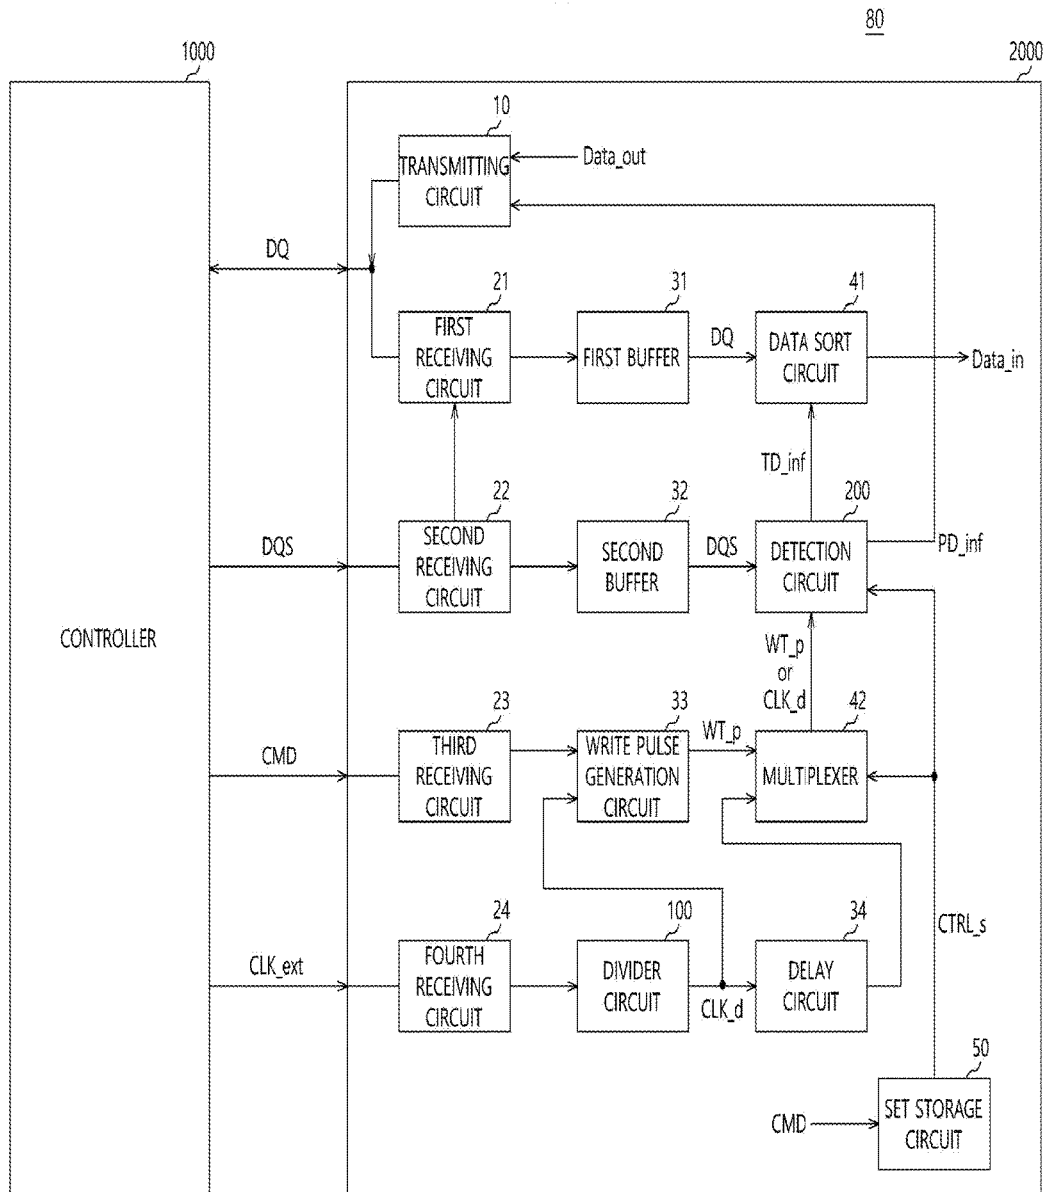 80
1000
2000
10
TRANSMITTING
CIRCUIT
Data_out
DQ
21
FIRST
RECEIVING
CIRCUIT
31
FIRST BUFFER
DQ
41
DATA SORT
CIRCUIT
Data_in
TD_inf
22
SECOND
RECEIVING
CIRCUIT
32
SECOND
BUFFER
DQS
DQS
200
DETECTION
CIRCUIT
PD_inf
CONTROLLER
WT_p
or
CLK_d
23
THIRD
RECEIVING
CIRCUIT
CMD
33
WRITE PULSE
GENERATION
CIRCUIT
WT_p
42
MULTIPLEXER
CTRL_s
24
FOURTH
RECEIVING
CIRCUIT
CLK_ext
100
DIVIDER
CIRCUIT
CLK_d
34
DELAY
CIRCUIT
50
SET STORAGE
CIRCUIT
CMD